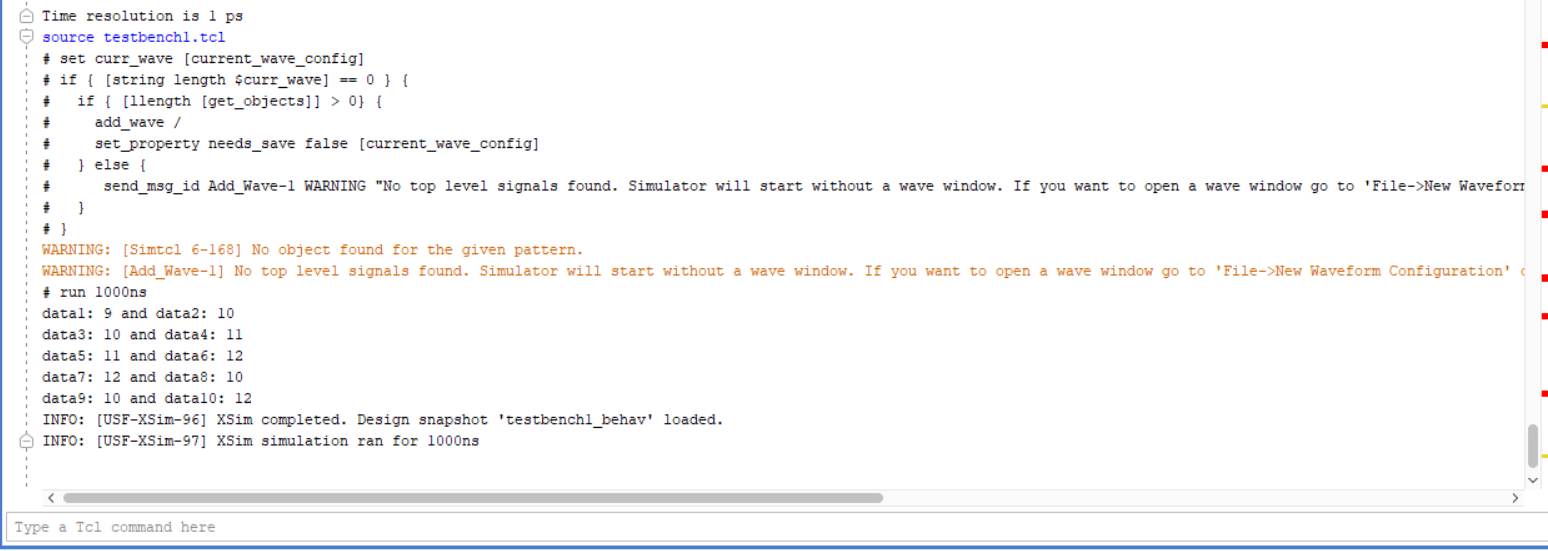 Time resolution is 1 ps
source testbench1.tcl
# set curr_wave [current_wave_config]
# if { [string length $curr_wave] == 0 } {
#   if { [llength [get_objects]] > 0} {
#     add_wave /
#     set_property needs_save false [current_wave_config]
#   } else {
#      send_msg_id Add_Wave-1 WARNING "No top level signals found. Simulator will start without a wave window. If you want to open a wave window go to 'File->New Waveform
#   }
# }
WARNING: [Simtcl 6-168] No object found for the given pattern.
WARNING: [Add_Wave-1] No top level signals found. Simulator will start without a wave window. If you want to open a wave window go to 'File->New Waveform Configuration'
# run 1000ns
data1: 9 and data2: 10
data3: 10 and data4: 11
data5: 11 and data6: 12
data7: 12 and data8: 10
data9: 10 and data10: 12
INFO: [USF-XSim-96] XSim completed. Design snapshot 'testbench1_behav' loaded.
INFO: [USF-XSim-97] XSim simulation ran for 1000ns
Type a Tcl command here